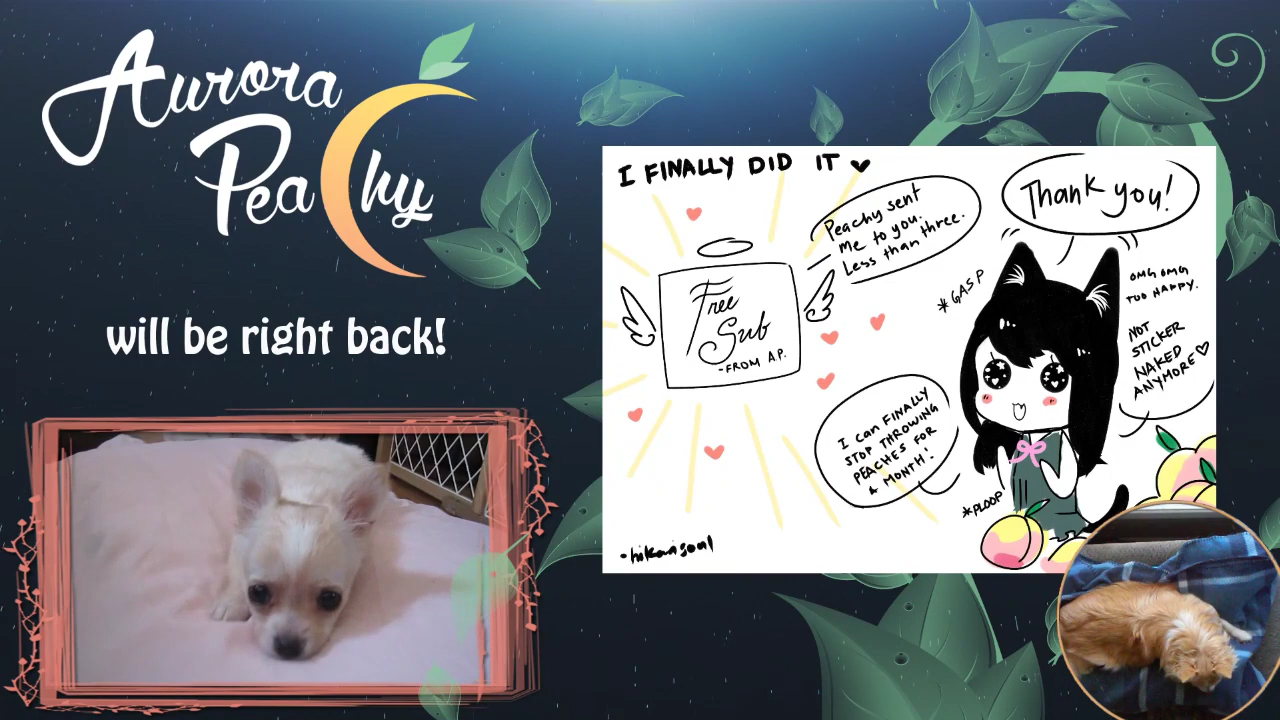 Aurora
Peachy
will be right back!
I FINALLY DID IT ♥
Peachy sent
me to you.
Less than three.
Thank you!
Free
Sub
-FROM A.P.
*GASP
OMG OMG
TOO HAPPY.
NOT
STICKER
NAKED
ANYMORE♡
I CAN FINALLY
STOP THROWING
PEACHES FOR
A MONTH!
*PLOOP
-hikarisoul